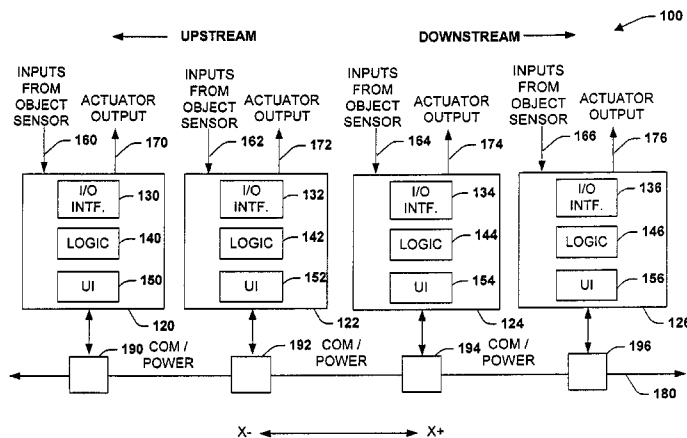 100
UPSTREAM DOWNSTREAM
INPUTS FROM OBJECT SENSOR
ACTUATOR OUTPUT
160 170
INPUTS FROM OBJECT SENSOR
ACTUATOR OUTPUT
162 172
INPUTS FROM OBJECT SENSOR
ACTUATOR OUTPUT
164 174
INPUTS FROM OBJECT SENSOR
ACTUATOR OUTPUT
166 176
I/O INTF. 130
LOGIC 140
UI 150
120
I/O INTF. 132
LOGIC 142
UI 152
122
I/O INTF. 134
LOGIC 144
UI 154
124
I/O INTF. 136
LOGIC 146
UI 156
126
190 COM / POWER
192 COM / POWER
194 COM / POWER
196
180
X- X+